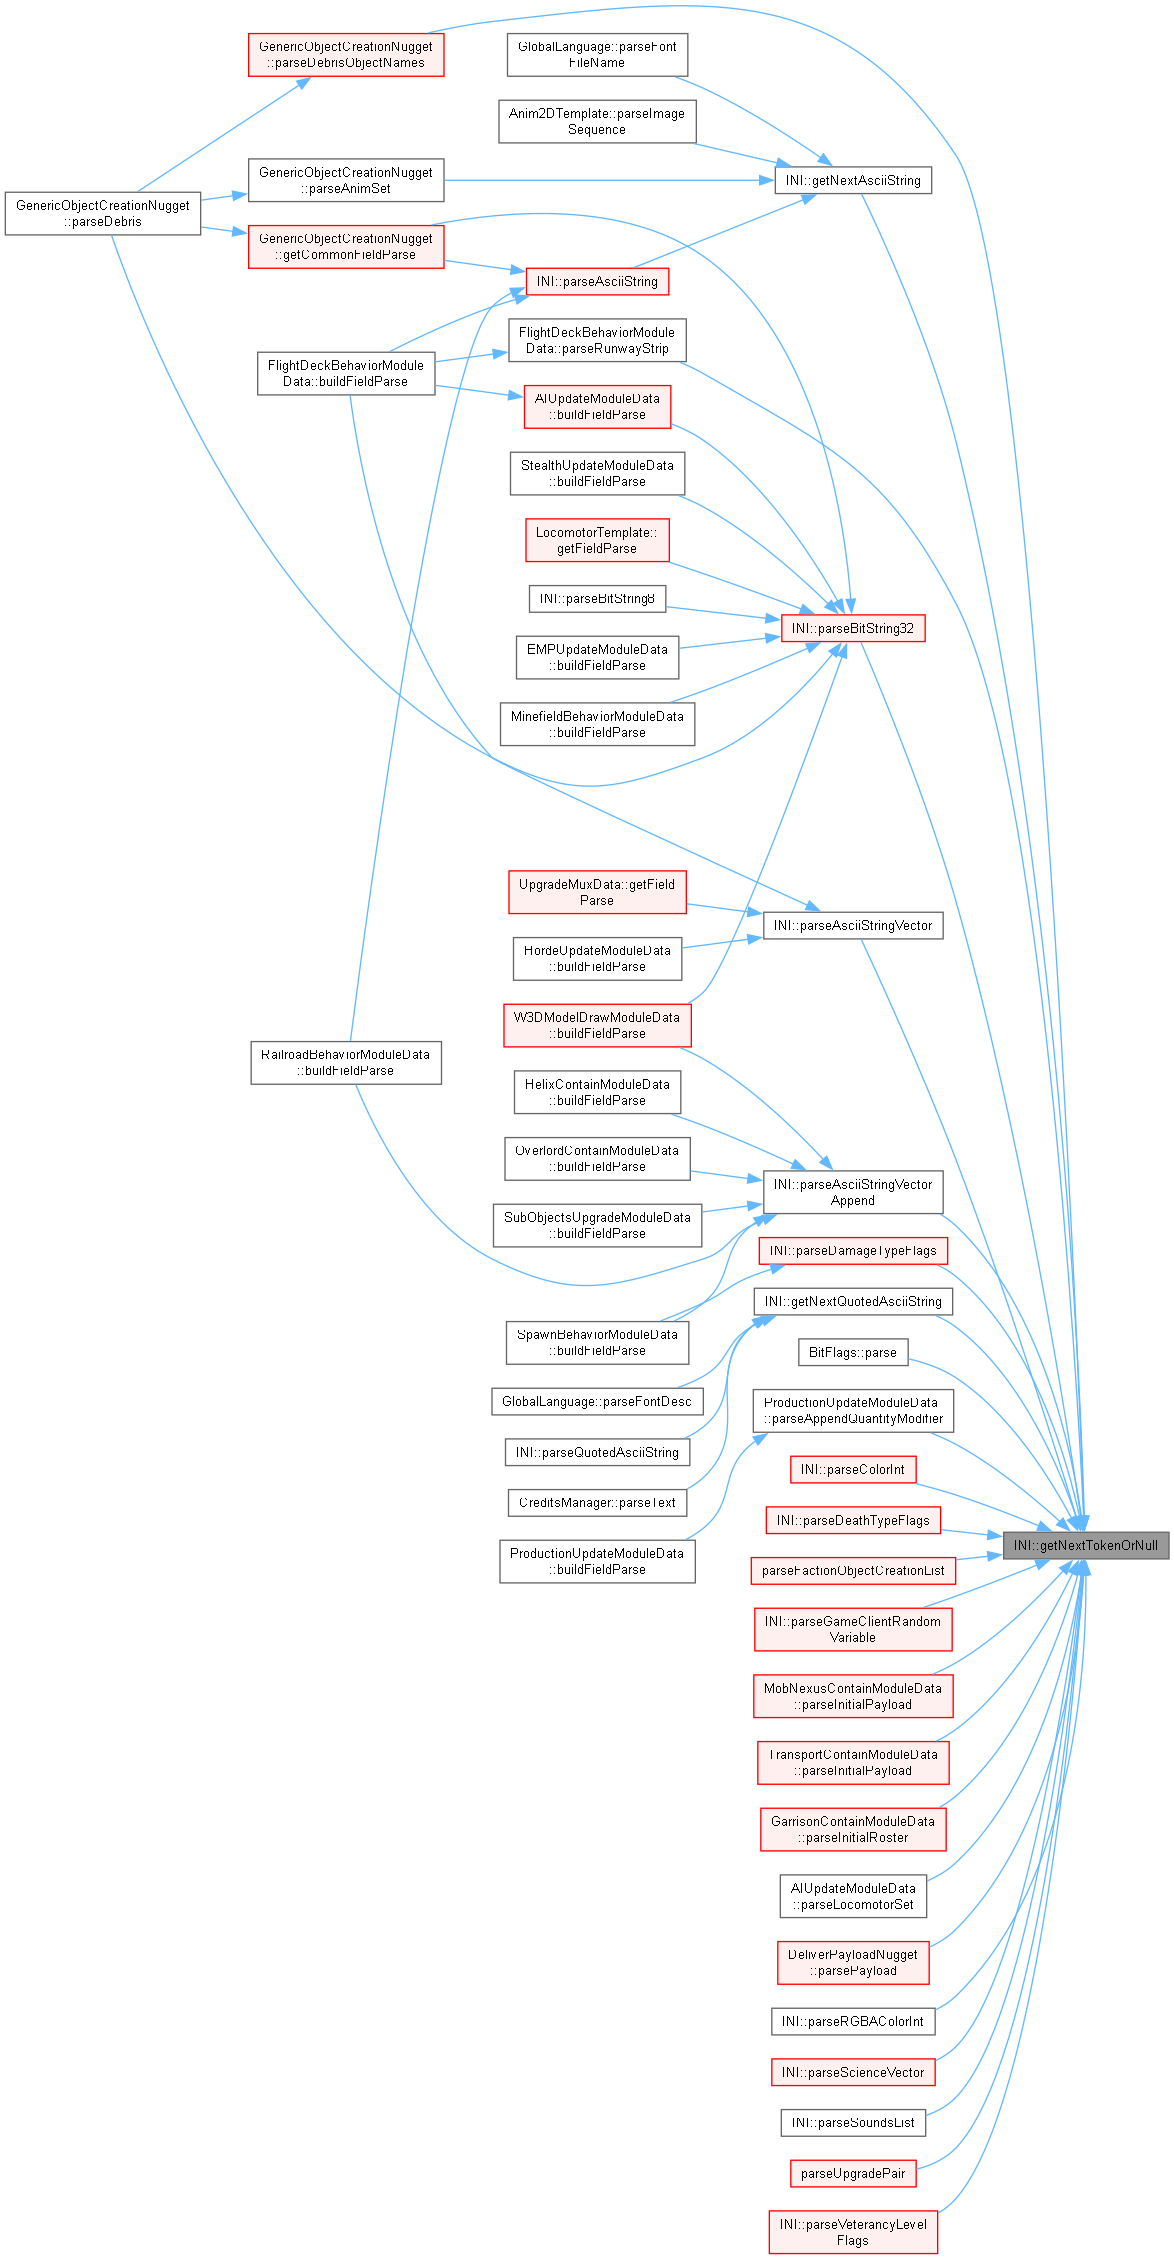 GenericObjectCreationNugget
::parseDebrisObjectNames
GlobalLanguage::parseFont
FileName
Anim2DTemplate::parseImage
Sequence
GenericObjectCreationNugget
::parseAnimSet
INI::getNextAsciiString
GenericObjectCreationNugget
::parseDebris
GenericObjectCreationNugget
::getCommonFieldParse
INI::parseAsciiString
FlightDeckBehaviorModule
Data::parseRunwayStrip
FlightDeckBehaviorModule
Data::buildFieldParse
AIUpdateModuleData
::buildFieldParse
StealthUpdateModuleData
::buildFieldParse
LocomotorTemplate::
getFieldParse
INI::parseBitString8
INI::parseBitString32
EMPUpdateModuleData
::buildFieldParse
MinefieldBehaviorModuleData
::buildFieldParse
UpgradeMuxData::getField
Parse
INI::parseAsciiStringVector
HordeUpdateModuleData
::buildFieldParse
W3DModelDrawModuleData
::buildFieldParse
RailroadBehaviorModuleData
::buildFieldParse
HelixContainModuleData
::buildFieldParse
OverlordContainModuleData
::buildFieldParse
INI::parseAsciiStringVector
Append
SubObjectsUpgradeModuleData
::buildFieldParse
INI::parseDamageTypeFlags
INI::getNextQuotedAsciiString
SpawnBehaviorModuleData
::buildFieldParse
BitFlags::parse
GlobalLanguage::parseFontDesc
ProductionUpdateModuleData
::parseAppendQuantityModifier
INI::parseQuotedAsciiString
INI::parseColorInt
CreditsManager::parseText
INI::parseDeathTypeFlags
INI::getNextTokenOrNull
ProductionUpdateModuleData
::buildFieldParse
parseFactionObjectCreationList
INI::parseGameClientRandom
Variable
MobNexusContainModuleData
::parseInitialPayload
TransportContainModuleData
::parseInitialPayload
GarrisonContainModuleData
::parseInitialRoster
AIUpdateModuleData
::parseLocomotorSet
DeliverPayloadNugget
::parsePayload
INI::parseRGBAColorInt
INI::parseScienceVector
INI::parseSoundsList
parseUpgradePair
INI::parseVeterancyLevel
Flags